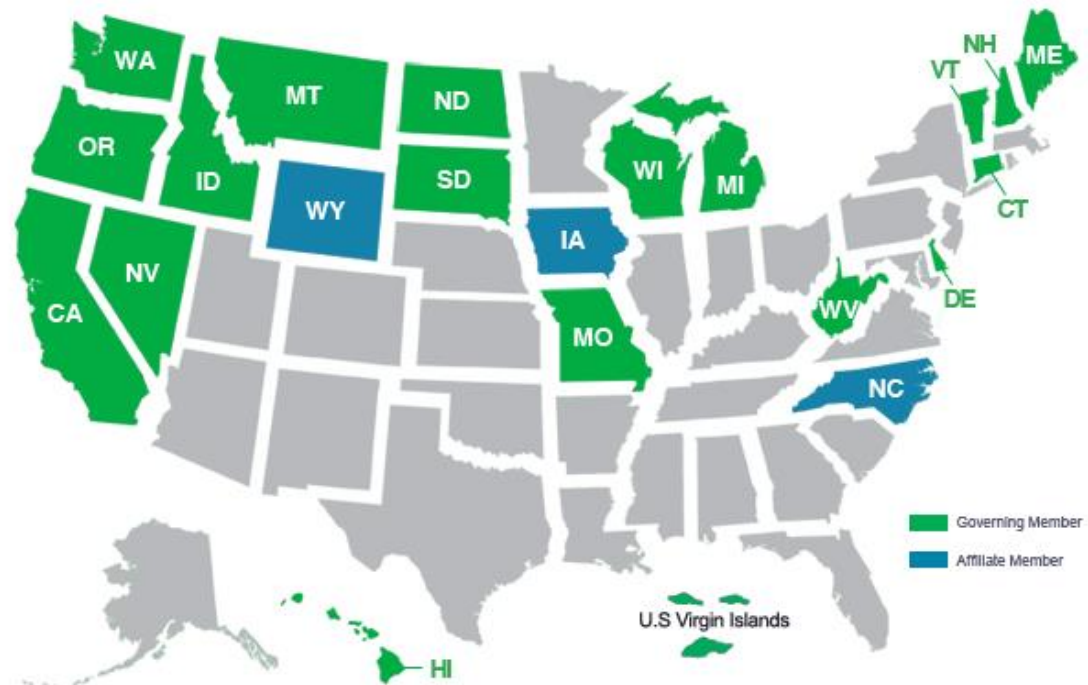 NH
ME
VT
WA
MT
ND
OR
WI
MI
ID
SD
WY
CT
IA
NV
DE
CA
WV
MO
NC
Governing Member
Affiliate Member
U.S Virgin Islands
HI